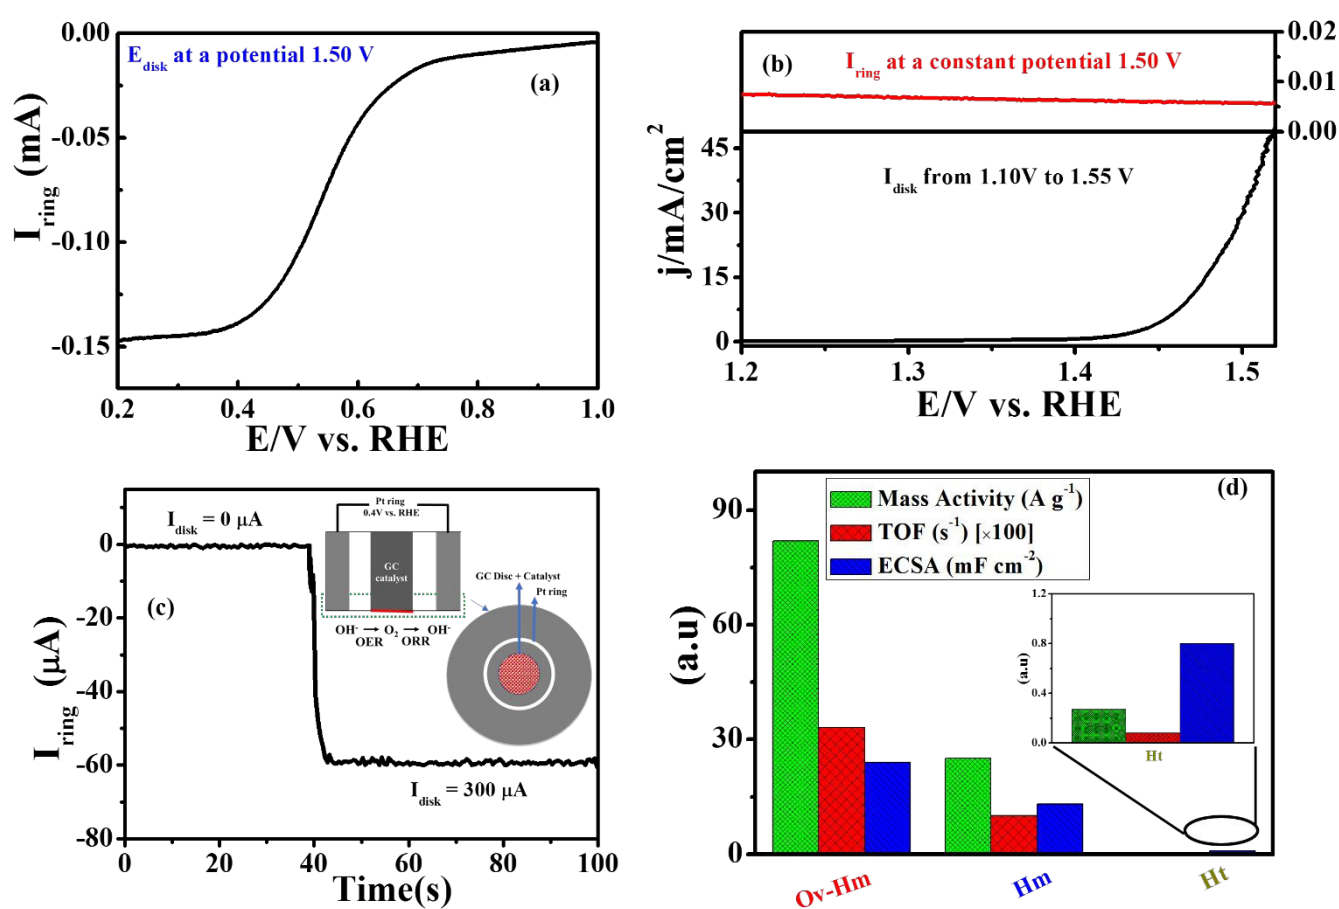 E_disk at a potential 1.50 V
(a)
0.00
-0.05
-0.10
-0.15
I_ring (mA)
0.2 0.4 0.6 0.8 1.0
E/V vs. RHE
(b)
I_ring at a constant potential 1.50 V
0.02
0.01
0.00
I_disk from 1.10V to 1.55 V
45
30
15
0
j/mA/cm²
1.2 1.3 1.4 1.5
E/V vs. RHE
(c)
I_disk = 0 µA
I_disk = 300 µA
0
-20
-40
-60
-80
I_ring (µA)
0 20 40 60 80 100
Time(s)
Pt ring
0.4V vs. RHE
GC
catalyst
OH⁻ → O₂ → OH⁻
OER ORR
GC Disc + Catalyst
Pt ring
(d)
Mass Activity (A g⁻¹)
TOF (s⁻¹) [×100]
ECSA (mF cm⁻²)
90
60
30
0
(a.u)
Ov-Hm Hm Ht
1.2
0.8
0.4
0.0
(a.u)
Ht